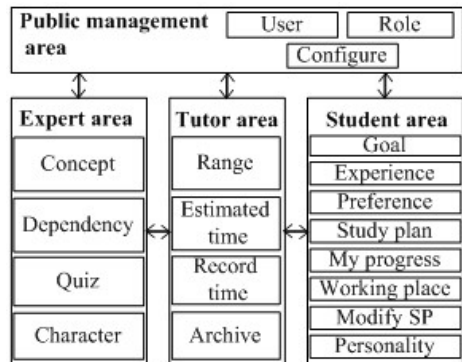 Public management
area
User
Role
Configure
Expert area
Concept
Dependency
Quiz
Character
Tutor area
Range
Estimated
time
Record
time
Archive
Student area
Goal
Experience
Preference
Study plan
My progress
Working place
Modify SP
Personality